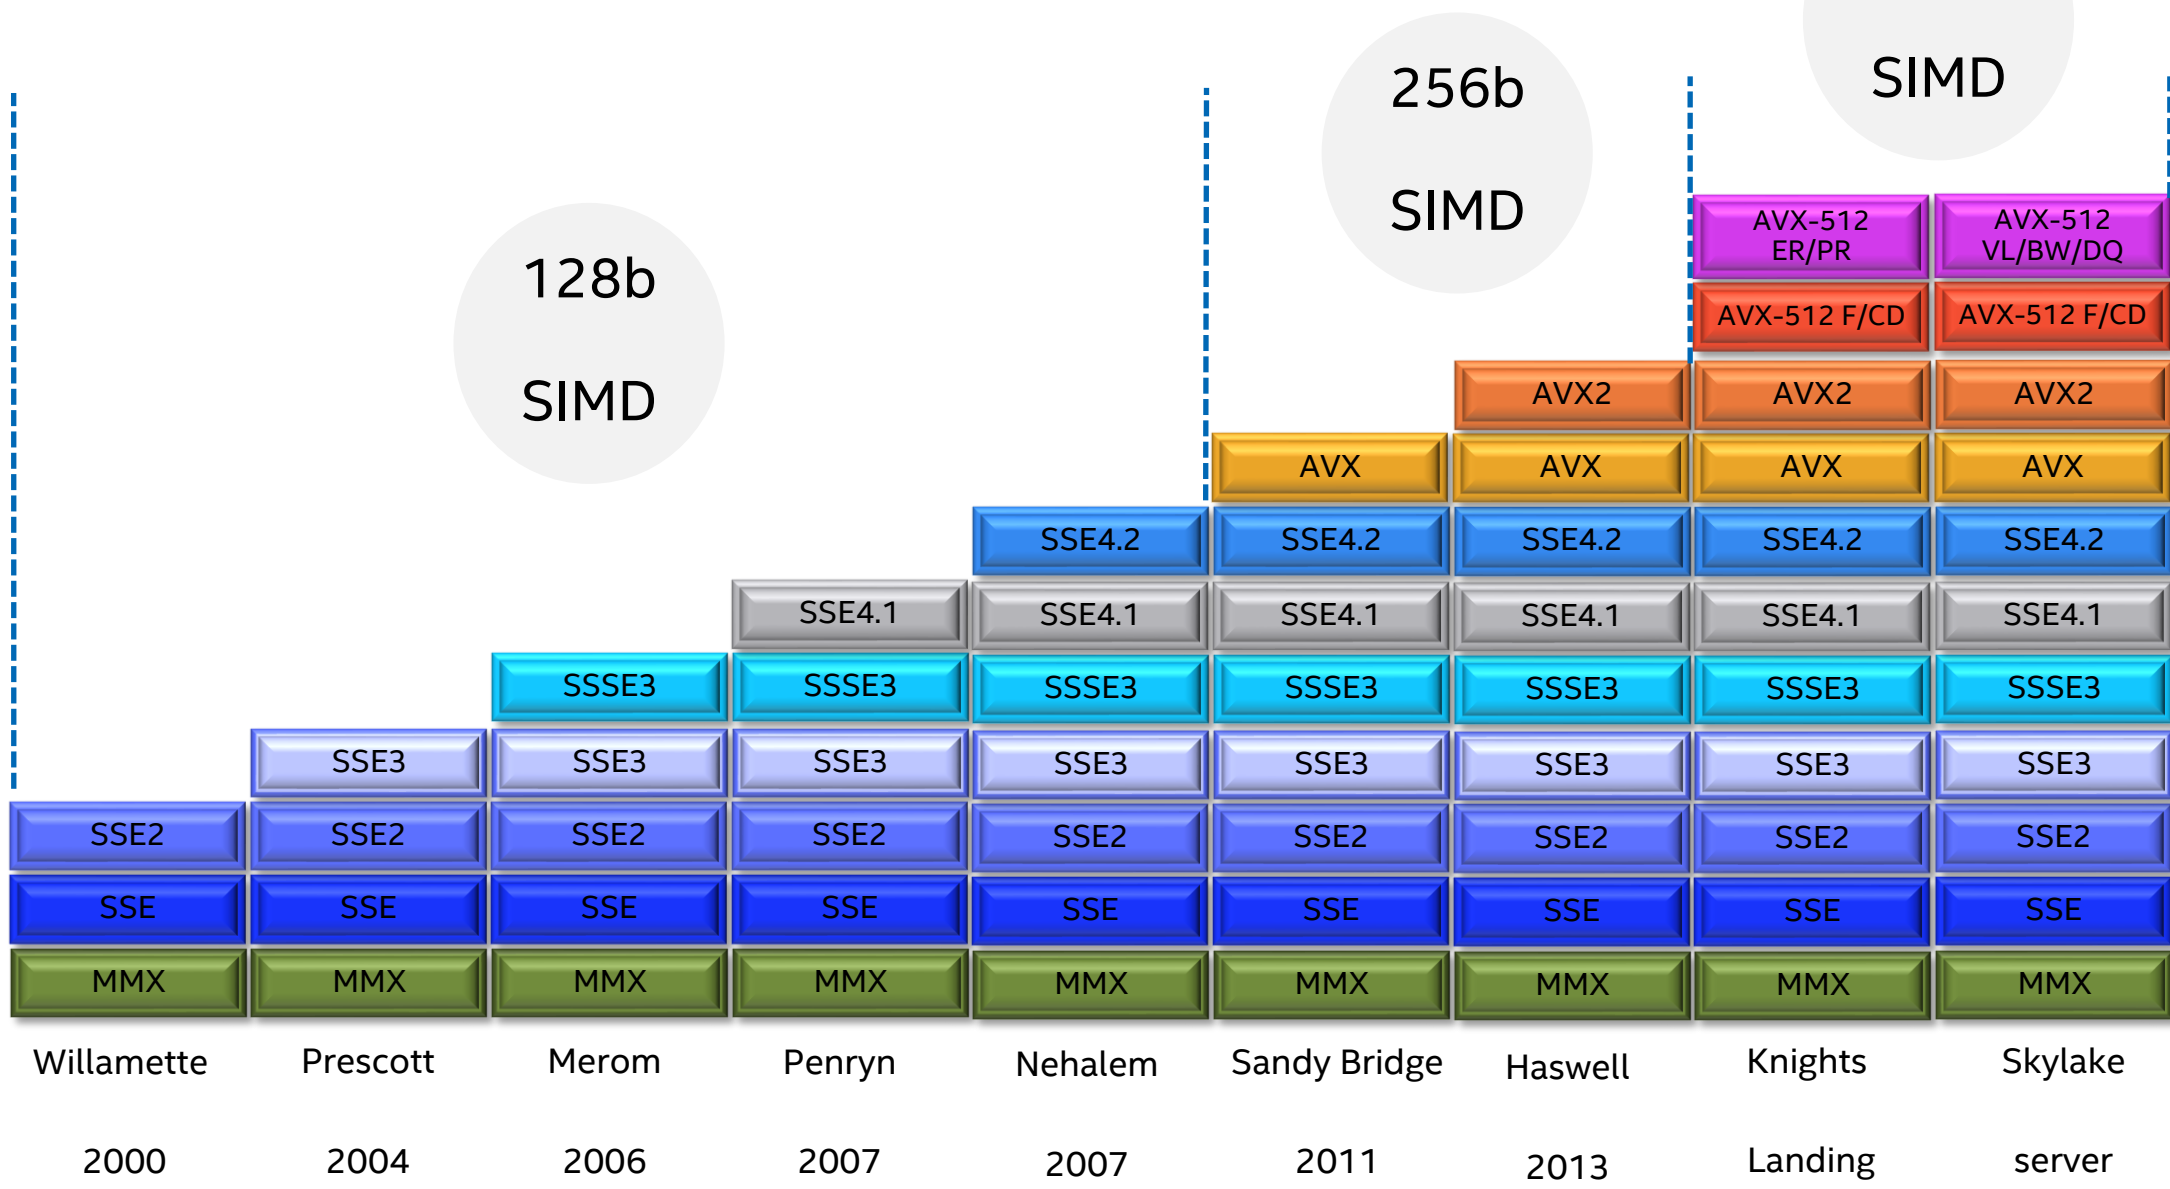 SIMD
256b
SIMD
128b
SIMD
AVX-512
ER/PR
AVX-512
VL/BW/DQ
AVX-512 F/CD
AVX-512 F/CD
AVX2
AVX2
AVX2
AVX
AVX
AVX
AVX
SSE4.2
SSE4.2
SSE4.2
SSE4.2
SSE4.2
SSE4.1
SSE4.1
SSE4.1
SSE4.1
SSE4.1
SSE4.1
SSSE3
SSSE3
SSSE3
SSSE3
SSSE3
SSSE3
SSSE3
SSE3
SSE3
SSE3
SSE3
SSE3
SSE3
SSE3
SSE3
SSE2
SSE2
SSE2
SSE2
SSE2
SSE2
SSE2
SSE2
SSE2
SSE
SSE
SSE
SSE
SSE
SSE
SSE
SSE
SSE
MMX
MMX
MMX
MMX
MMX
MMX
MMX
MMX
MMX
Willamette
2000
Prescott
2004
Merom
2006
Penryn
2007
Nehalem
2007
Sandy Bridge
2011
Haswell
2013
Knights
Landing
Skylake
server